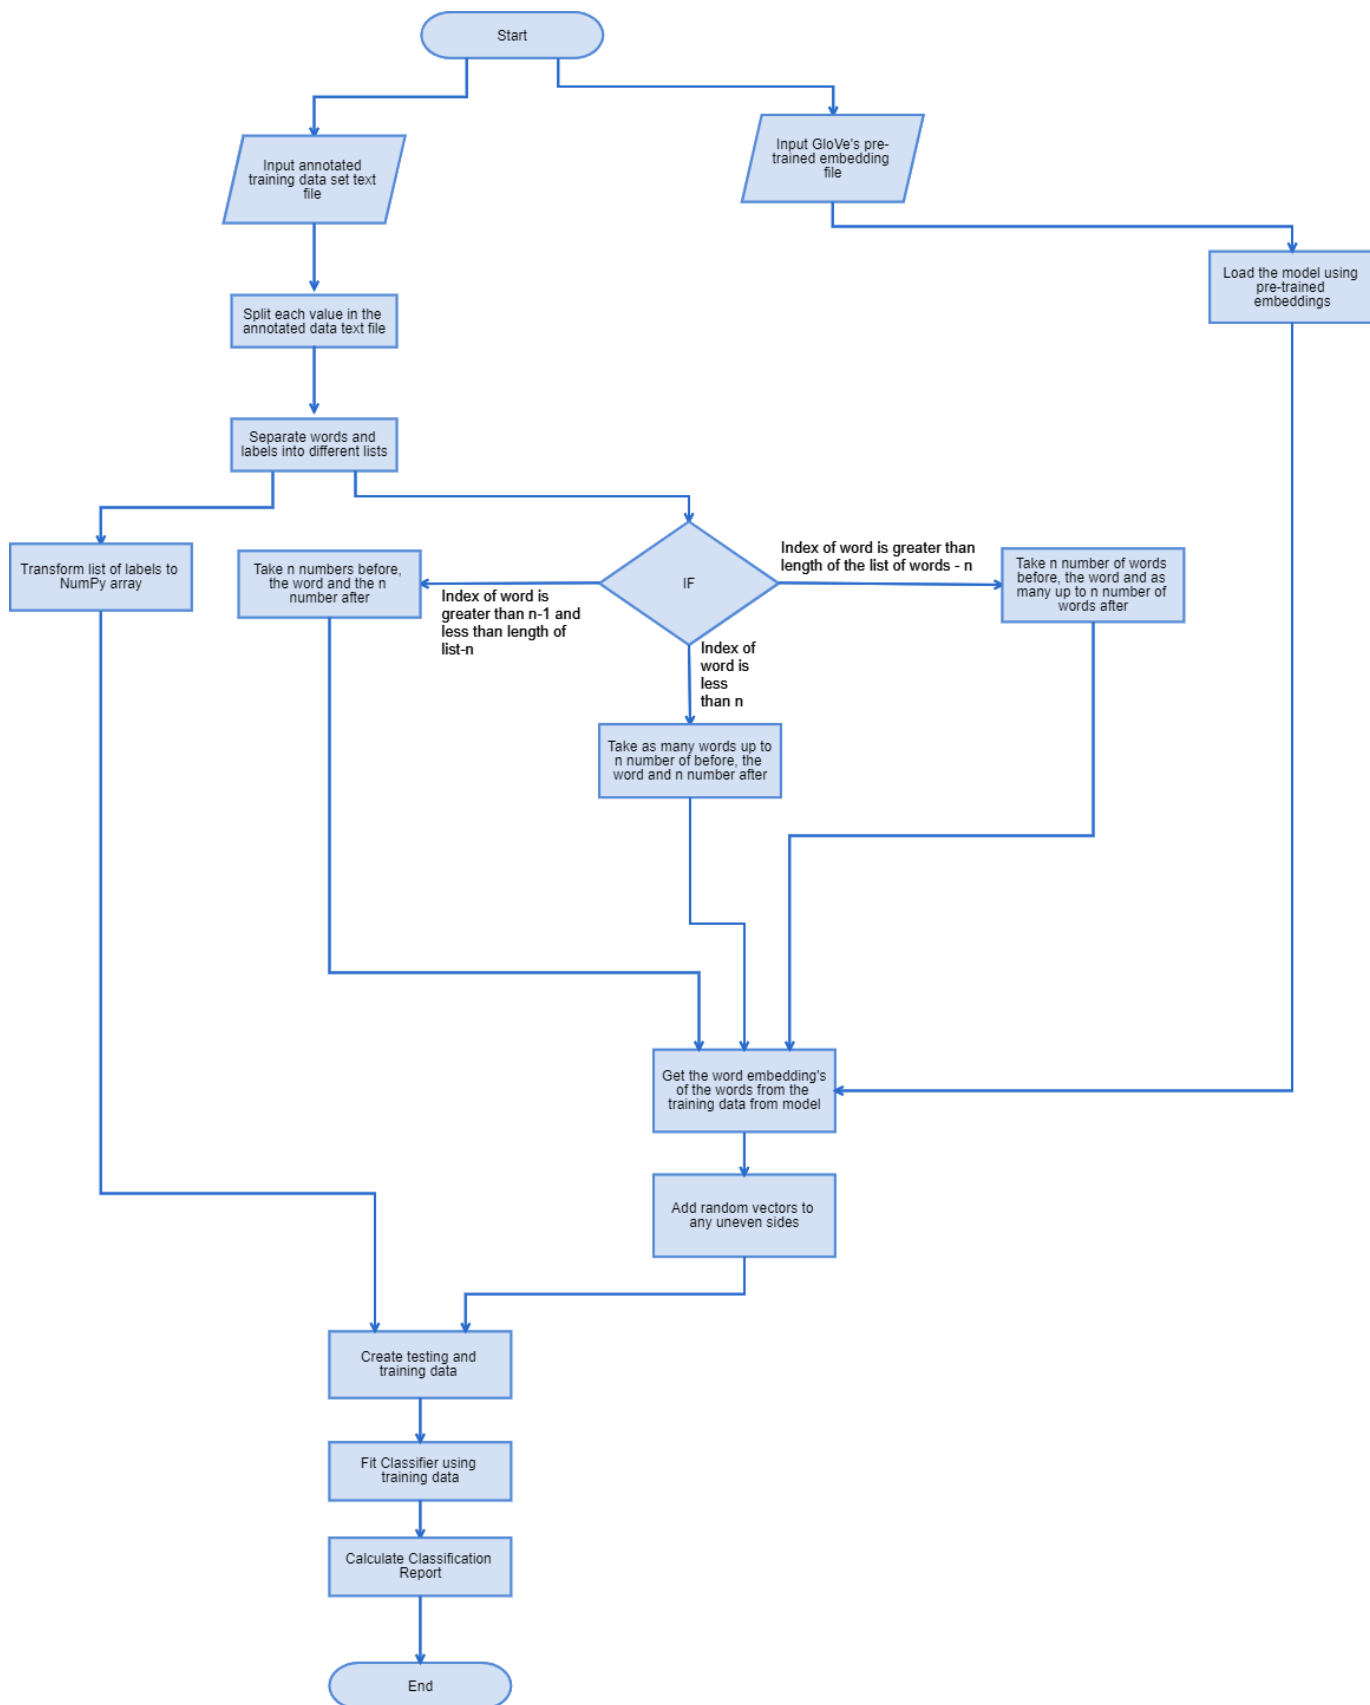 Start
Input annotated
training data set text
file
Input GloVe's pre-
trained embedding
file
Load the model using
pre-trained
embeddings
Split each value in the
annotated data text file
Separate words and
labels into different lists
Transform list of labels to
NumPy array
Take n numbers before,
the word and the n
number after
Index of word is
greater than n-1 and
less than length of
list-n
IF
Index of word is greater than
length of the list of words - n
Take n number of words
before, the word and as
many up to n number of
words after
Index of
word is
less
than n
Take as many words up to
n number of before, the
word and n number after
Get the word embedding's
of the words from the
training data from model
Add random vectors to
any uneven sides
Create testing and
training data
Fit Classifier using
training data
Calculate Classification
Report
End